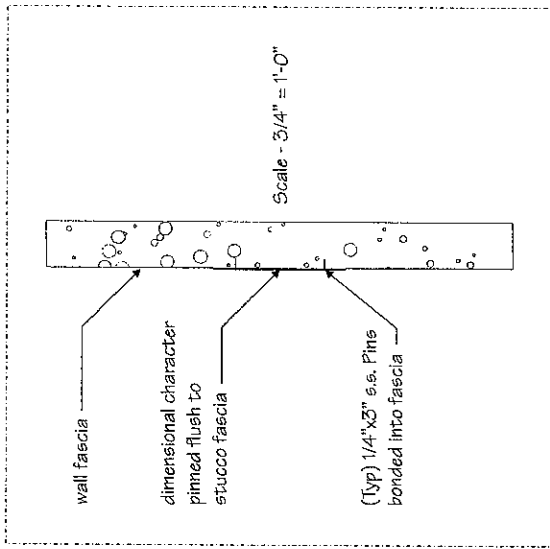 wall fascia
dimensional character
pinned flush to
stucco fascia
(Typ) 1/4"x3" s.s. Pins
bonded into fascia
Scale - 3/4" = 1'-0"